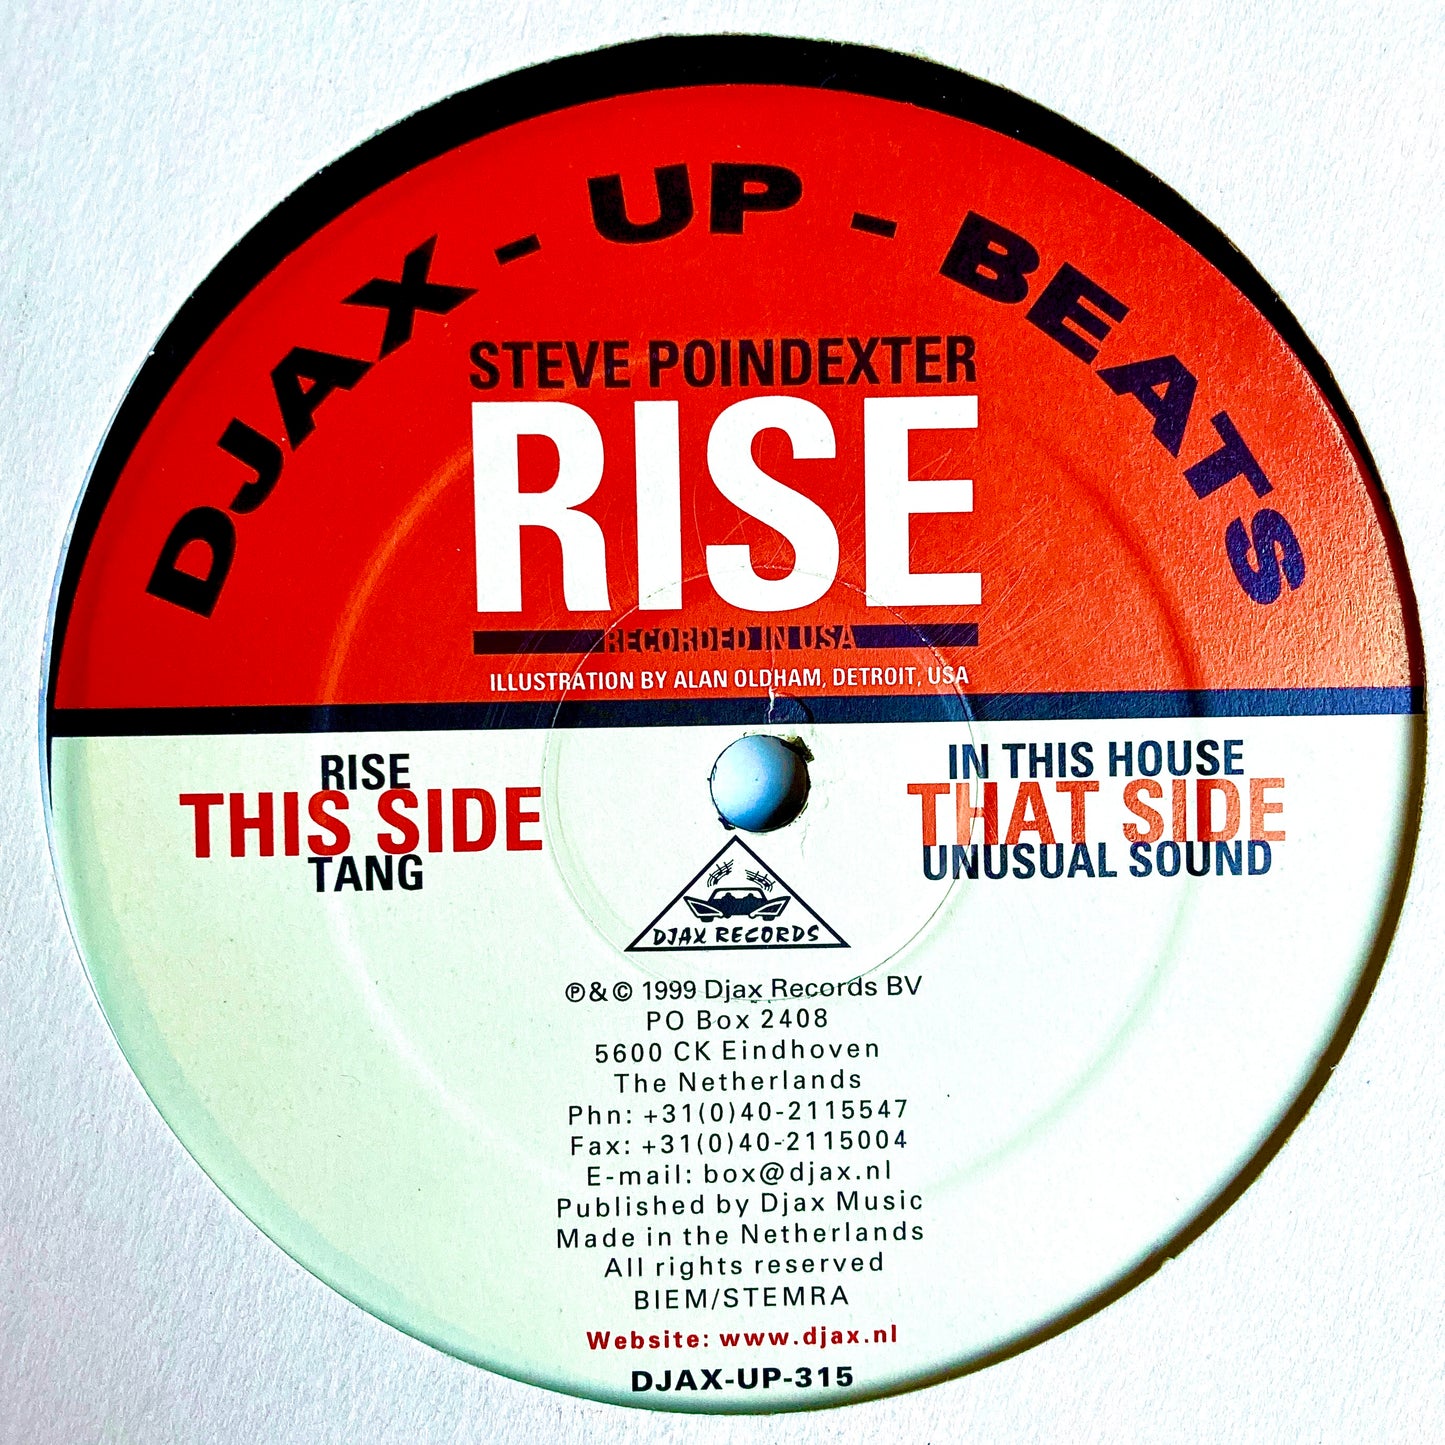 DJAX - UP - BEATS
STEVE POINDEXTER
RISE
RECORDED IN USA
ILLUSTRATION BY ALAN OLDHAM, DETROIT, USA
RISE
THIS SIDE
TANG
IN THIS HOUSE
THAT SIDE
UNUSUAL SOUND
DJAX RECORDS
℗&© 1999 Djax Records BV
PO Box 2408
5600 CK Eindhoven
The Netherlands
Phn: +31(0)40-2115547
Fax: +31(0)40-2115004
E-mail: box@djax.nl
Published by Djax Music
Made in the Netherlands
All rights reserved
BIEM/STEMRA
Website: www.djax.nl
DJAX-UP-315